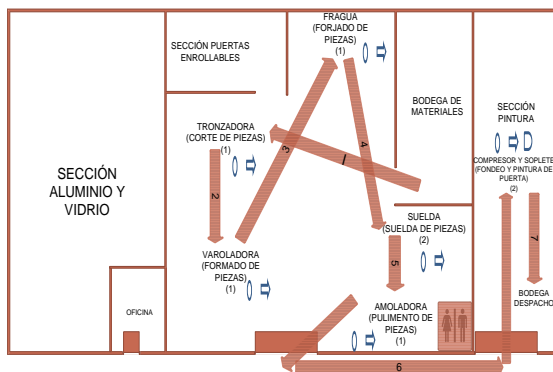 FRAGUA
(FORJADO DE
PIEZAS)
(1)
SECCIÓN PUERTAS
ENROLLABLES
BODEGA DE
MATERIALES
SECCIÓN
PINTURA
COMPRESOR Y SOPLETE
(FONDEO Y PINTURA DE
PUERTA)
(2)
TRONZADORA
(CORTE DE PIEZAS)
(1)
SECCIÓN
ALUMINIO Y
VIDRIO
1
2
3
4
SUELDA
(SUELDA DE PIEZAS)
(2)
VAROLADORA
(FORMADO DE
PIEZAS)
(1)
5
7
BODEGA
DESPACHO
OFICINA
AMOLADORA
(PULIMENTO DE
PIEZAS)
(1)
6